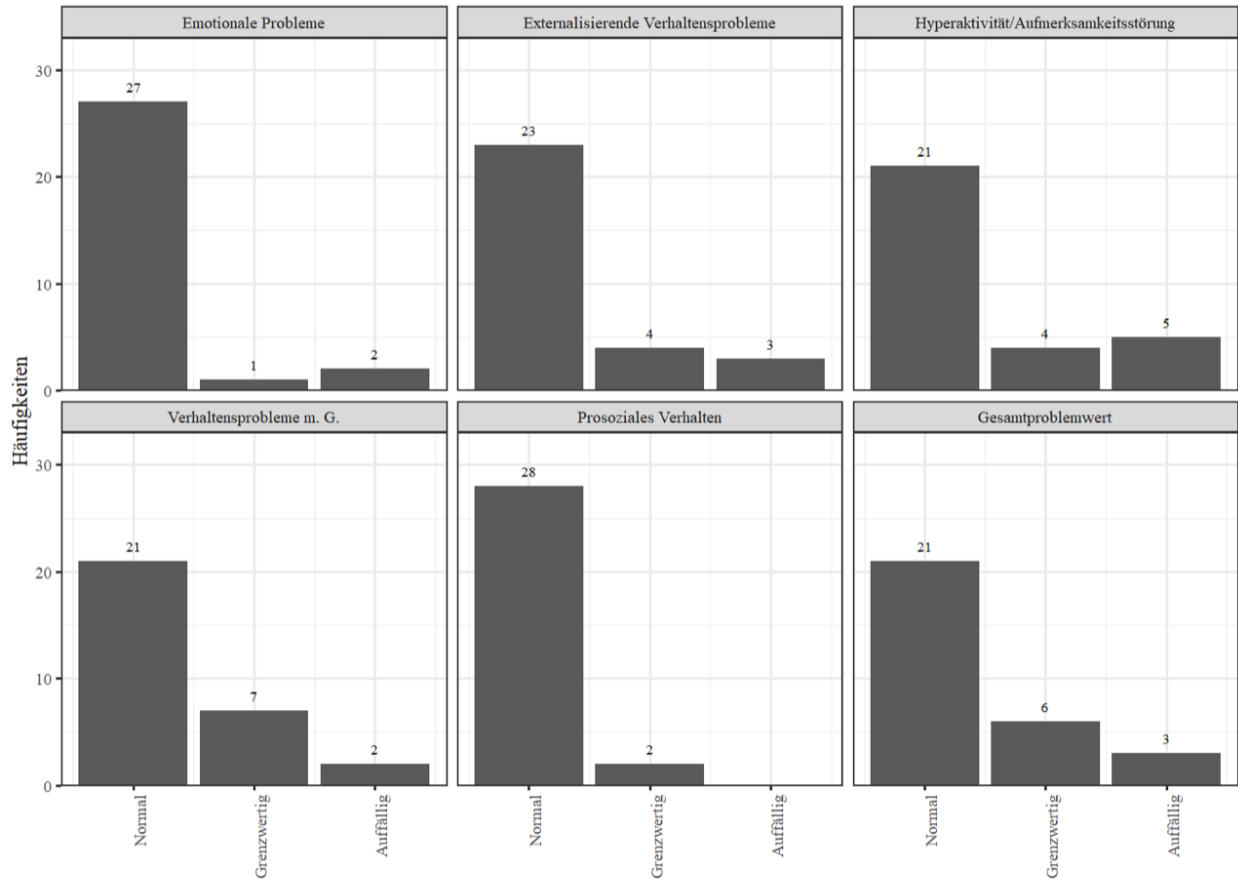 Emotionale Probleme
Externalisierende Verhaltensprobleme
Hyperaktivität/Aufmerksamkeitsstörung
30
20
10
0
27
1
2
23
4
3
21
4
5
Häufigkeiten
Verhaltensprobleme m. G.
Prosoziales Verhalten
Gesamtproblemwert
30
20
10
0
21
7
2
28
2
21
6
3
Normal
Grenzwertig
Auffällig
Normal
Grenzwertig
Auffällig
Normal
Grenzwertig
Auffällig